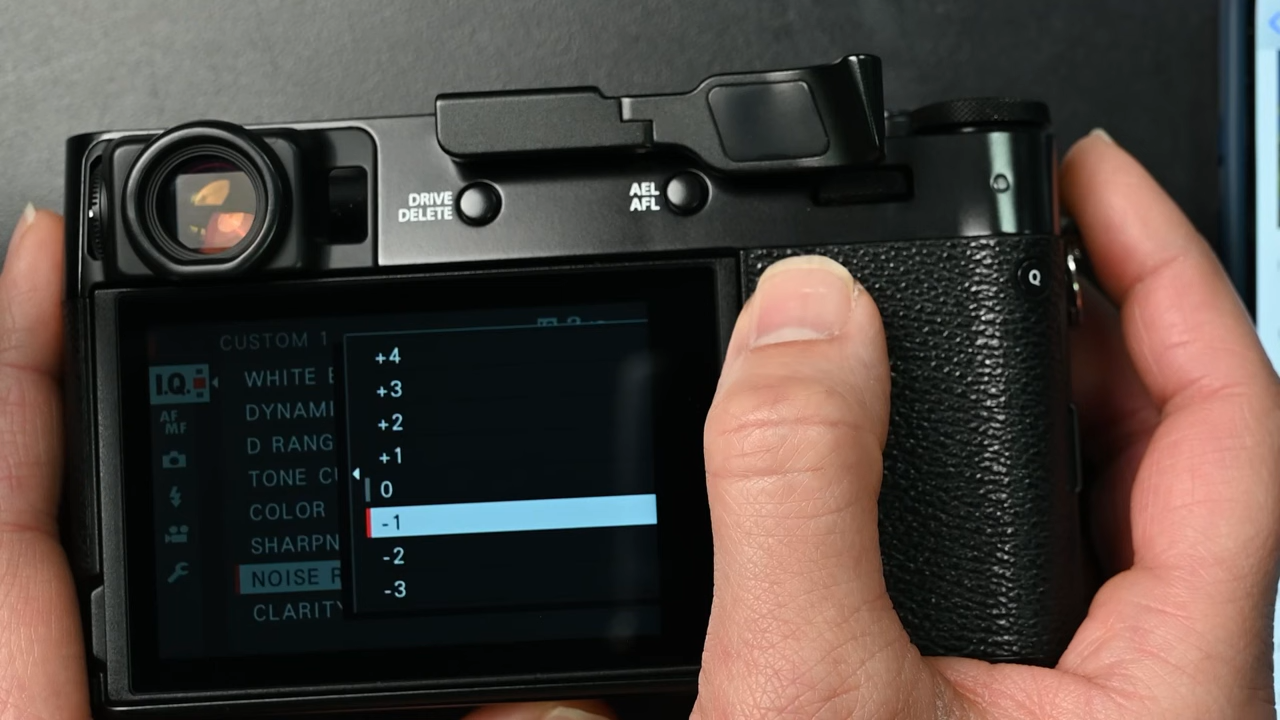 DRIVE
DELETE
AEL
AFL
Q
CUSTOM 1
I.Q.
AF
MF
WHITE
DYNAMI
D RANG
TONE
COLOR
SHARPN
NOISE
CLARITY
+4
+3
+2
+1
0
-1
-2
-3